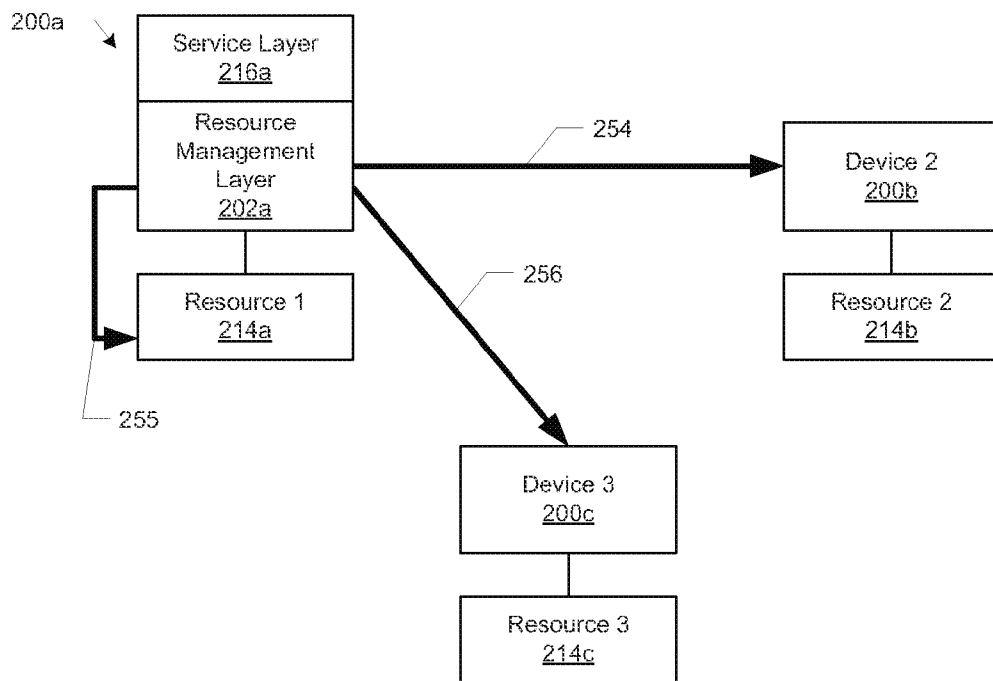 200a
Service Layer
216a
Resource
Management
Layer
202a
254
Device 2
200b
256
Resource 1
214a
Resource 2
214b
255
Device 3
200c
Resource 3
214c